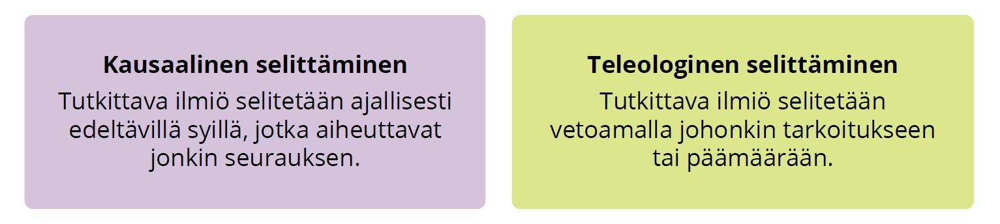 Kausaalinen selittäminen
Tutkittava ilmiö selitetään ajallisesti
edeltävillä syillä, jotka aiheuttavat
jonkin seurauksen.
Teleologinen selittäminen
Tutkittava ilmiö selitetään
vetoamalla johonkin tarkoitukseen
tai päämäärään.